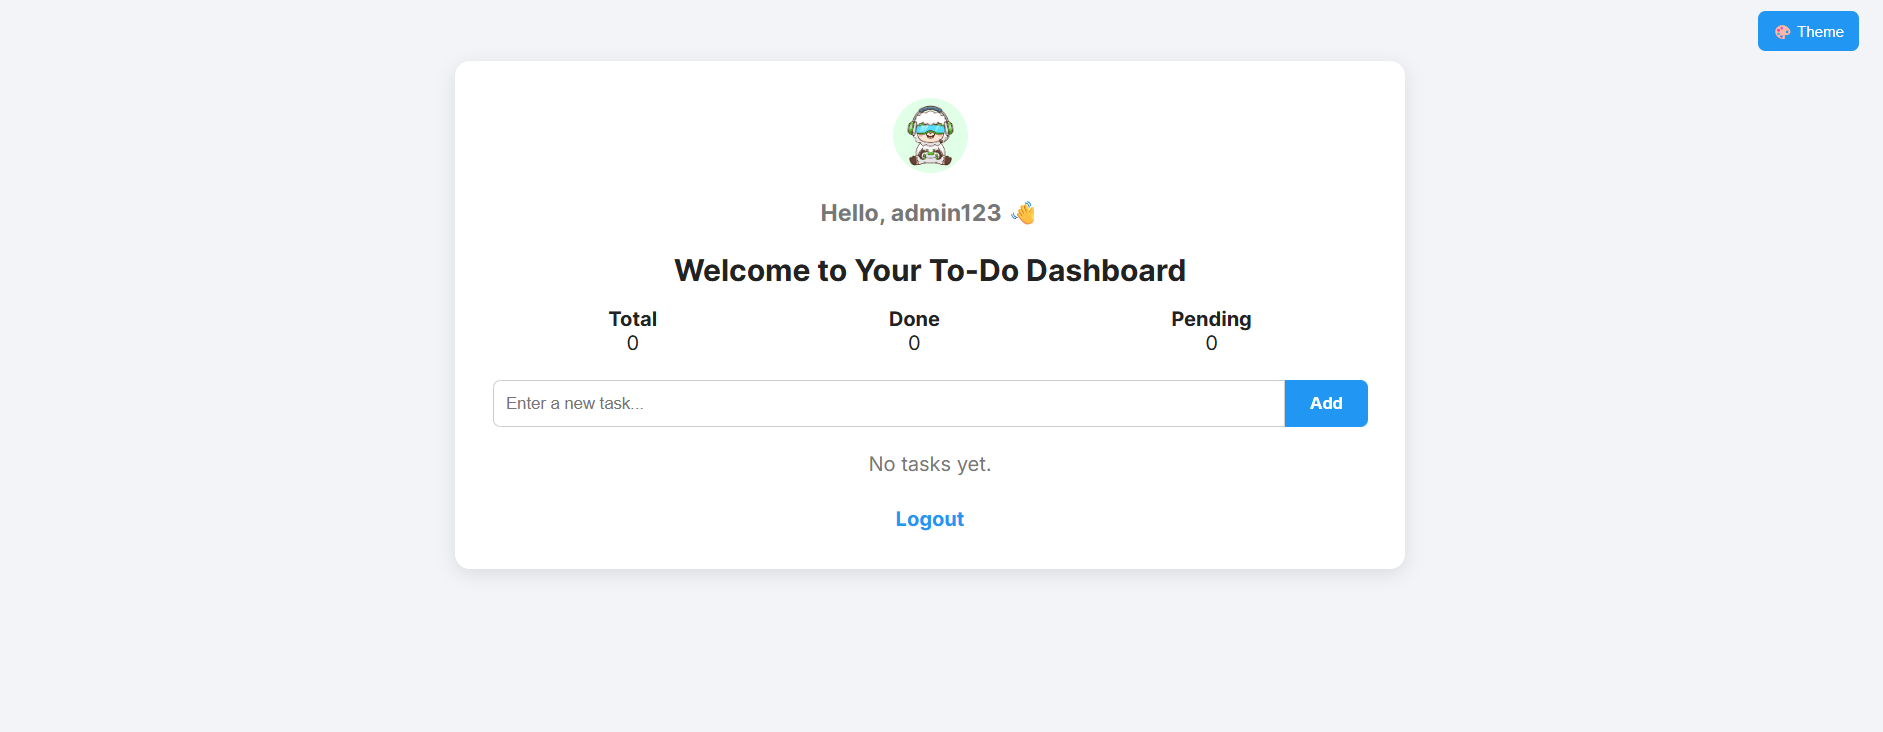 🎨 Theme
Hello, admin123 👋
Welcome to Your To-Do Dashboard
Total Done Pending
0 0 0
Enter a new task... Add
No tasks yet.
Logout